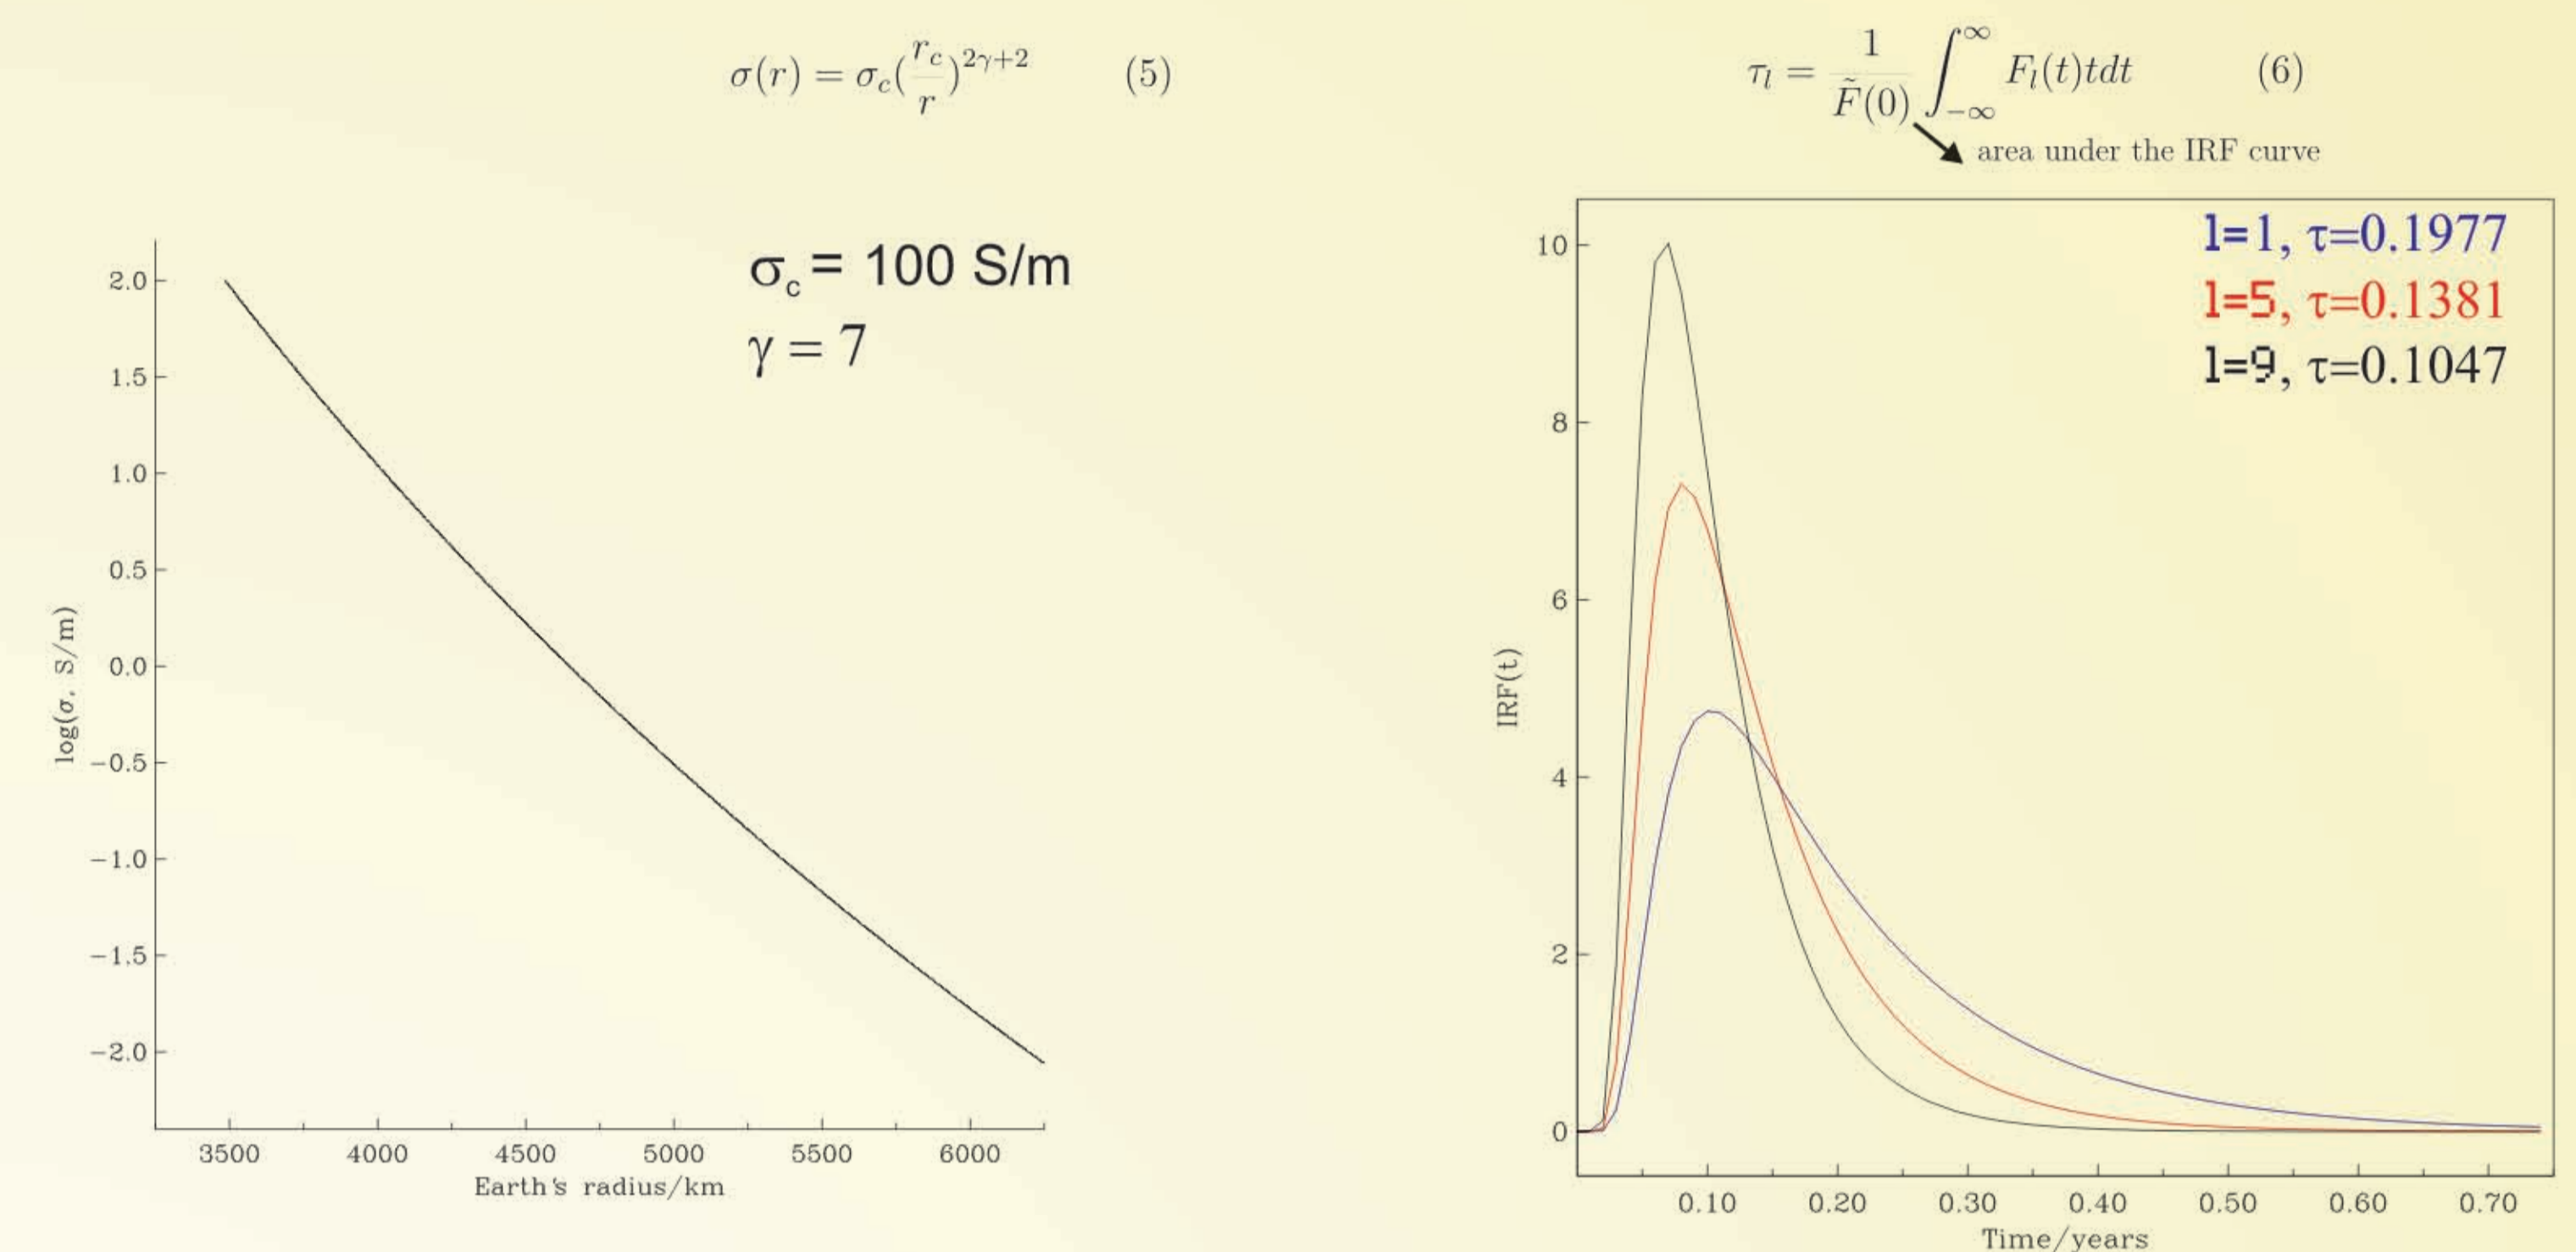 σ(r) = σ_c(r_c/r)^{2γ+2} (5)
σ_c = 100 S/m
γ = 7
2.0
1.5
1.0
0.5
0.0
−0.5
−1.0
−1.5
−2.0
log(σ. S/m)
3500 4000 4500 5000 5500 6000
Earth's radius/km
τ_l = 1/F̃(0) ∫_{−∞}^{∞} F_l(t)tdt (6)
area under the IRF curve
l=1, τ=0.1977
l=5, τ=0.1381
l=9, τ=0.1047
10
8
6
4
2
0
IRF(t)
0.10 0.20 0.30 0.40 0.50 0.60 0.70
Time/years